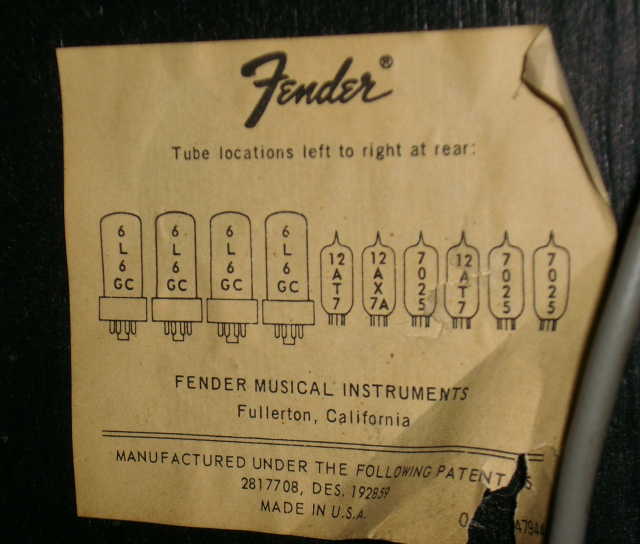 Fender®
Tube locations left to right at rear:
6L6GC 6L6GC 6L6GC 6L6GC 12AT7 12AX7A 7025 12AT7 7025 7025
FENDER MUSICAL INSTRUMENTS
Fullerton, California
MANUFACTURED UNDER THE FOLLOWING PATENT S
2817708, DES. 192859
MADE IN U.S.A.